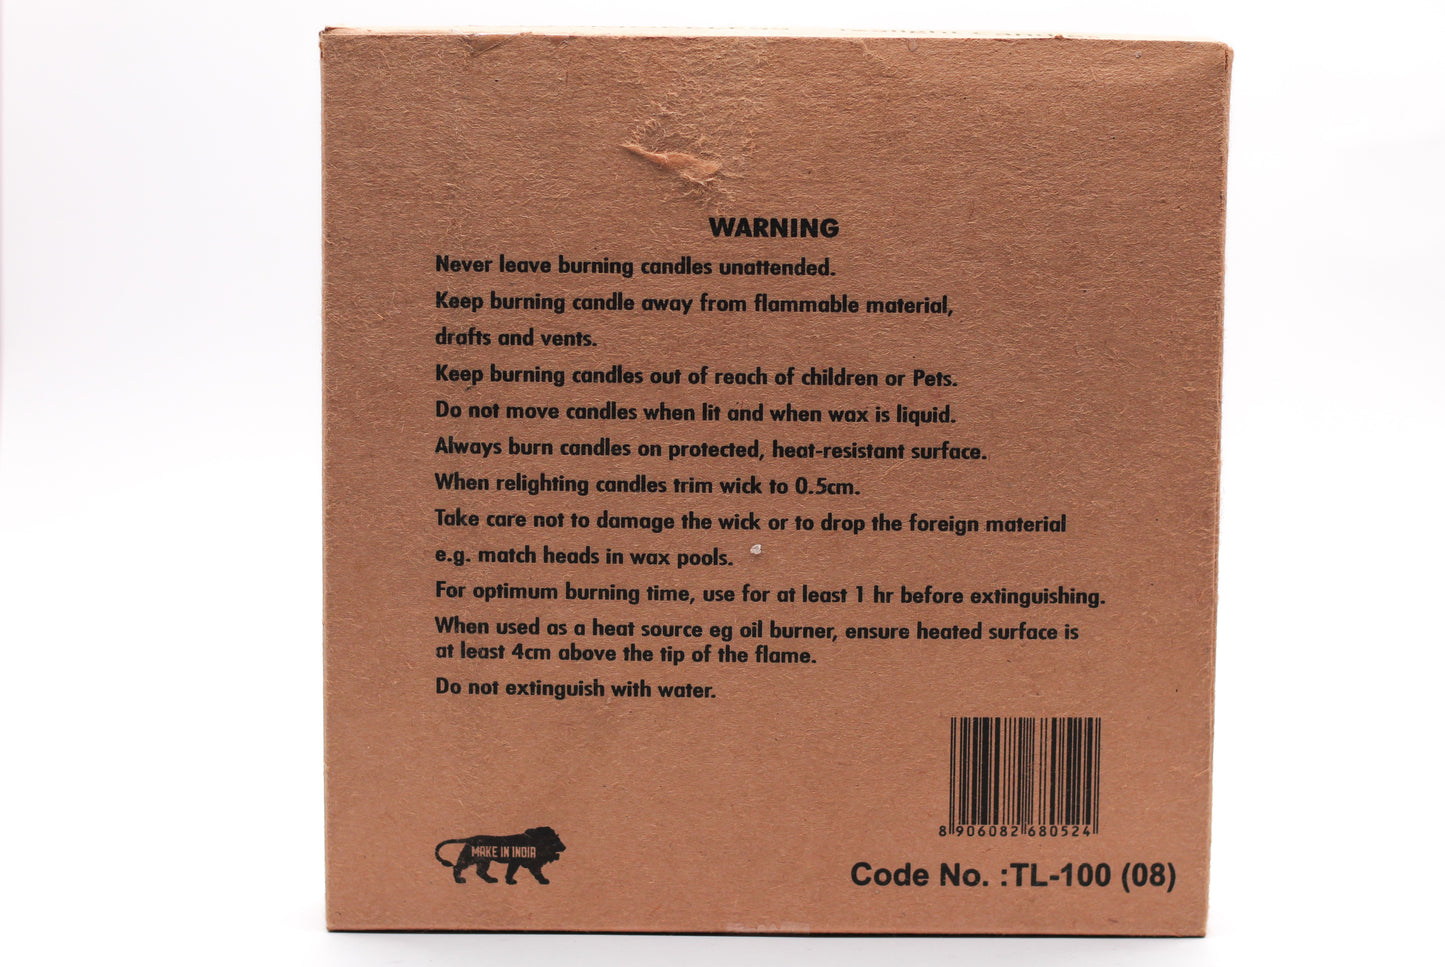 WARNING
Never leave burning candles unattended.
Keep burning candle away from flammable material,
drafts and vents.
Keep burning candles out of reach of children or Pets.
Do not move candles when lit and when wax is liquid.
Always burn candles on protected, heat-resistant surface.
When relighting candles trim wick to 0.5cm.
Take care not to damage the wick or to drop the foreign material
e.g. match heads in wax pools.
For optimum burning time, use for at least 1 hr before extinguishing.
When used as a heat source eg oil burner, ensure heated surface is
at least 4cm above the tip of the flame.
Do not extinguish with water.
8 906082 680524
MAKE IN INDIA
Code No. :TL-100 (08)